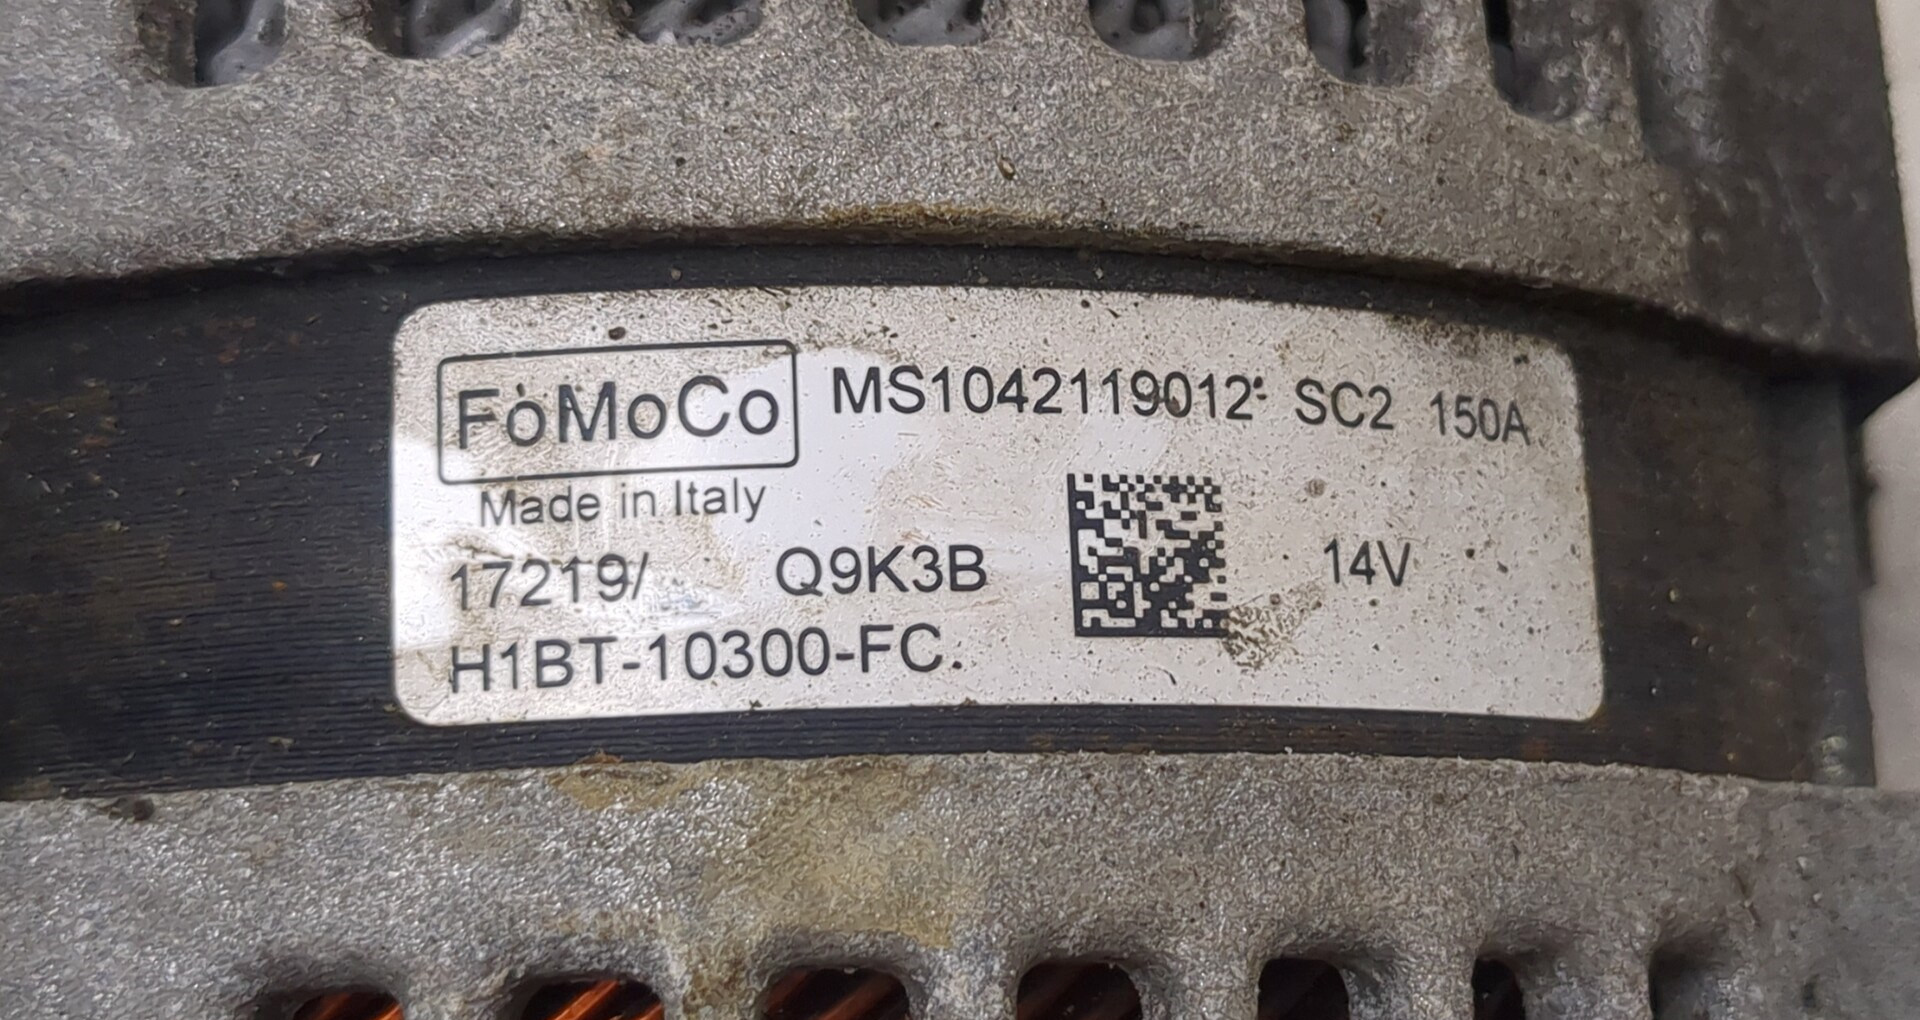 FoMoCo MS1042119012 SC2 150A
Made in Italy
17219/ Q9K3B 14V
H1BT-10300-FC.